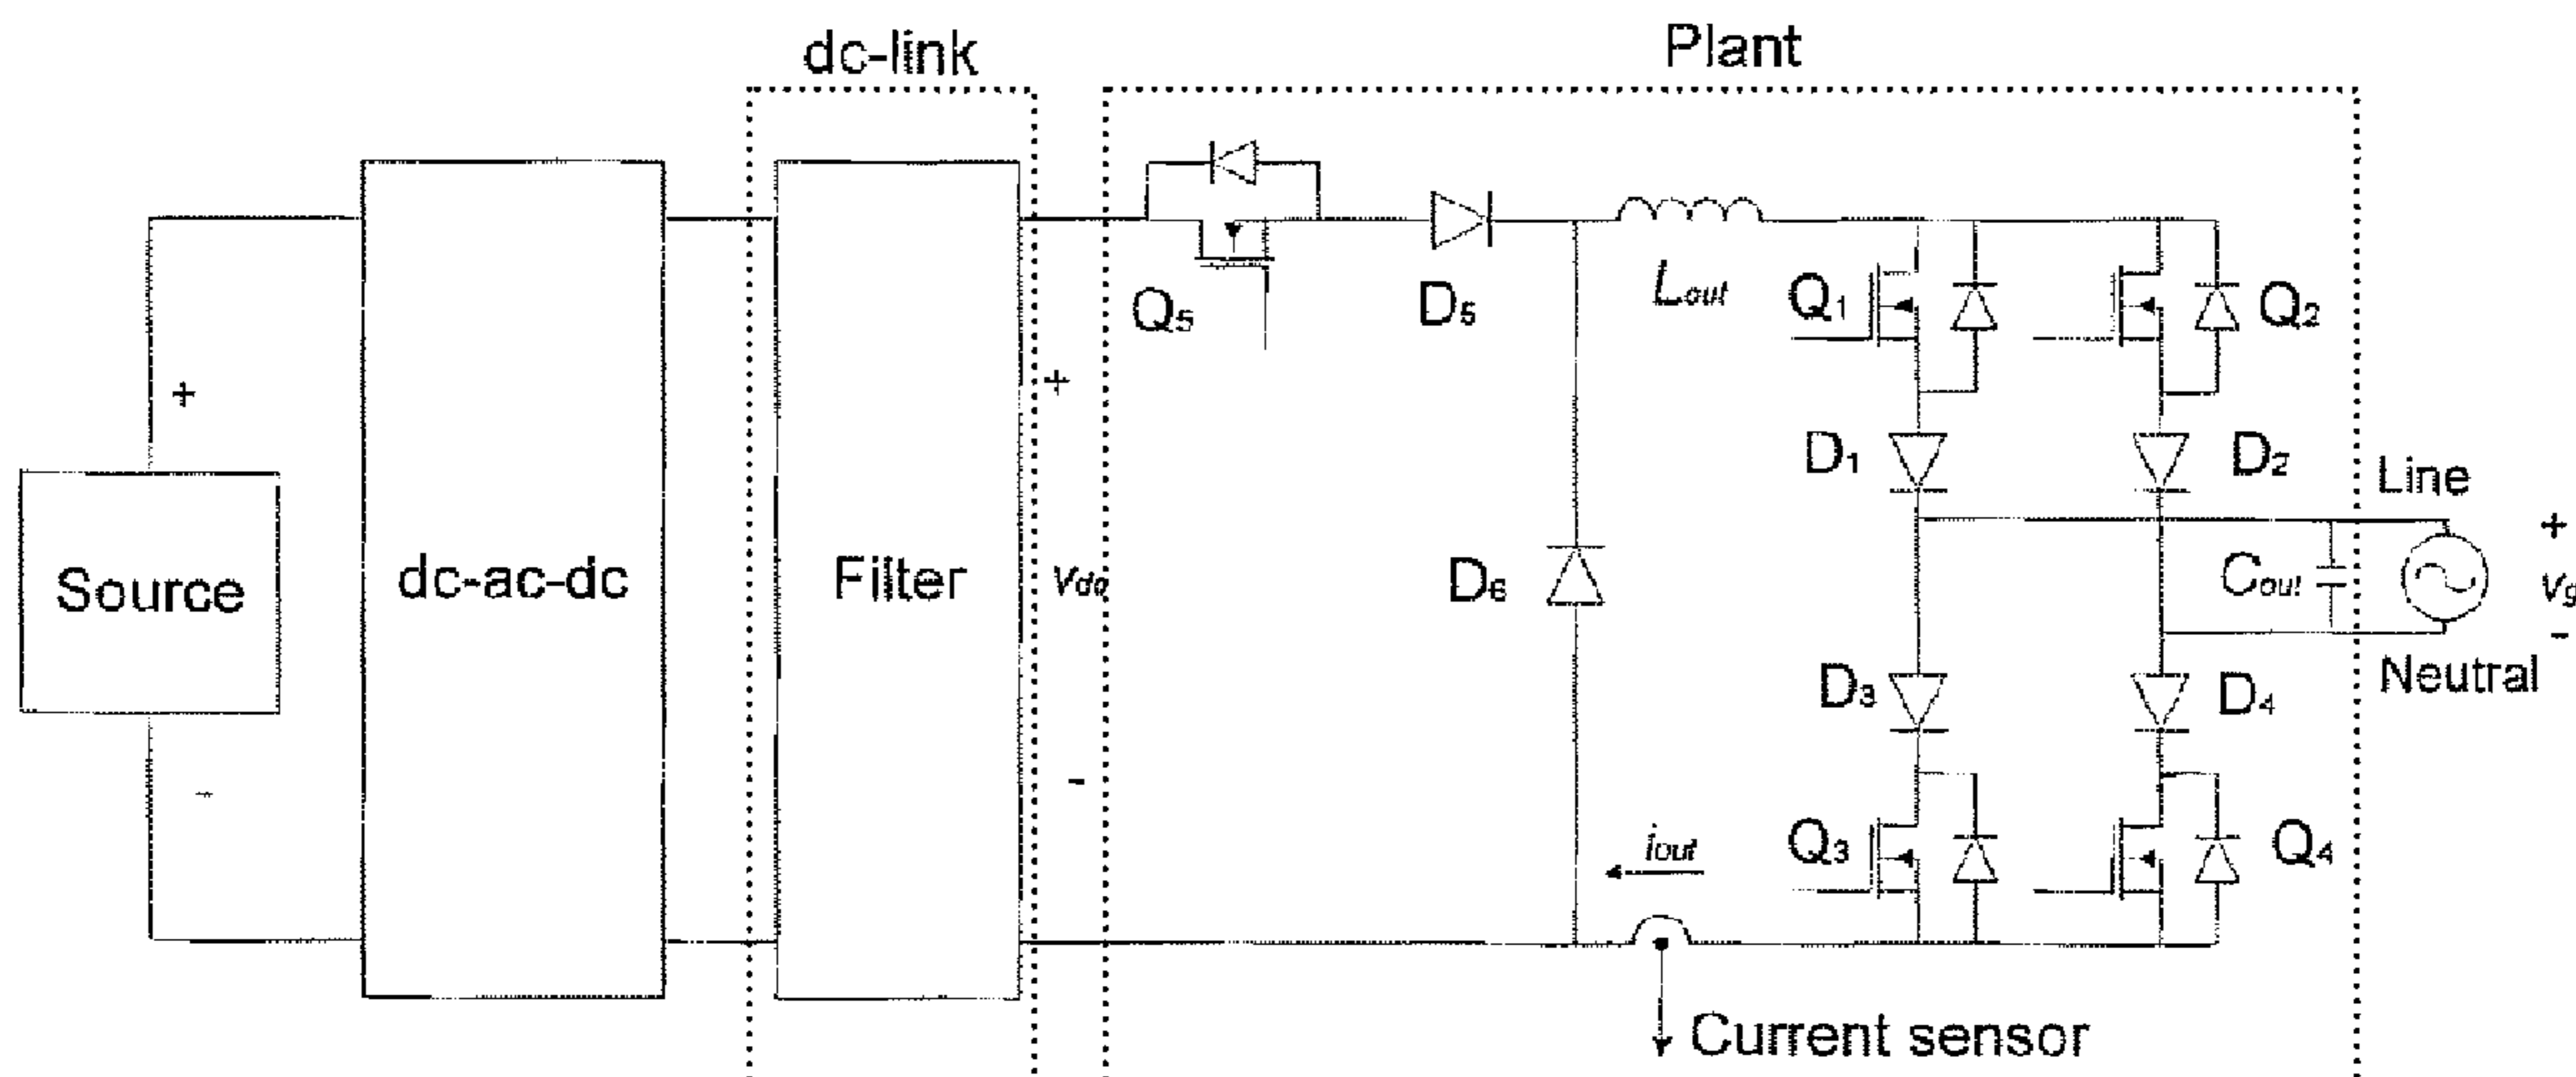 dc-link
Plant
Q5
D5
Lout
Q1
Q2
+
+
D1
D2
Line
+
Source
dc-ac-dc
Filter
vdc
D6
Cout
vg
-
Neutral
D3
D4
-
-
iout
Q3
Q4
Current sensor